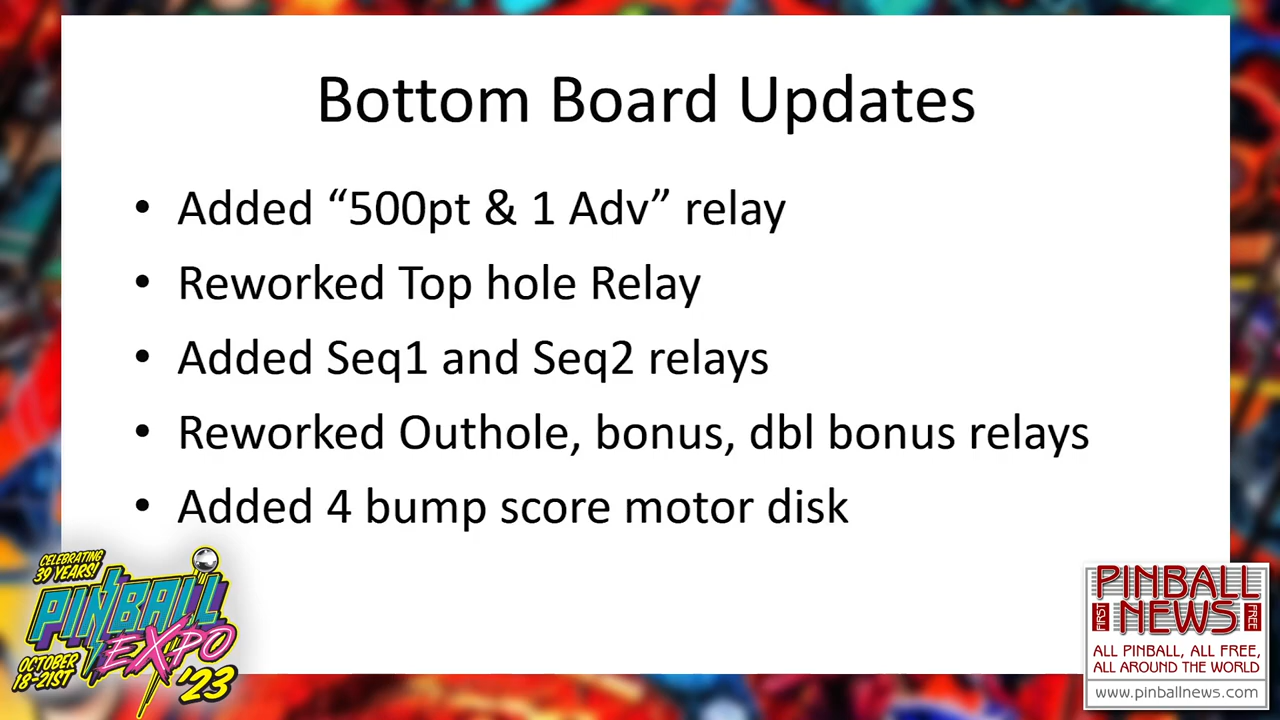 Bottom Board Updates
• Added “500pt & 1 Adv” relay
• Reworked Top hole Relay
• Added Seq1 and Seq2 relays
• Reworked Outhole, bonus, dbl bonus relays
• Added 4 bump score motor disk
CELEBRATING
39 YEARS!
PINBALL
EXPO
OCTOBER
18-21ST
'23
PINBALL
FIRST NEWS FREE
ALL PINBALL, ALL FREE,
ALL AROUND THE WORLD
www.pinballnews.com